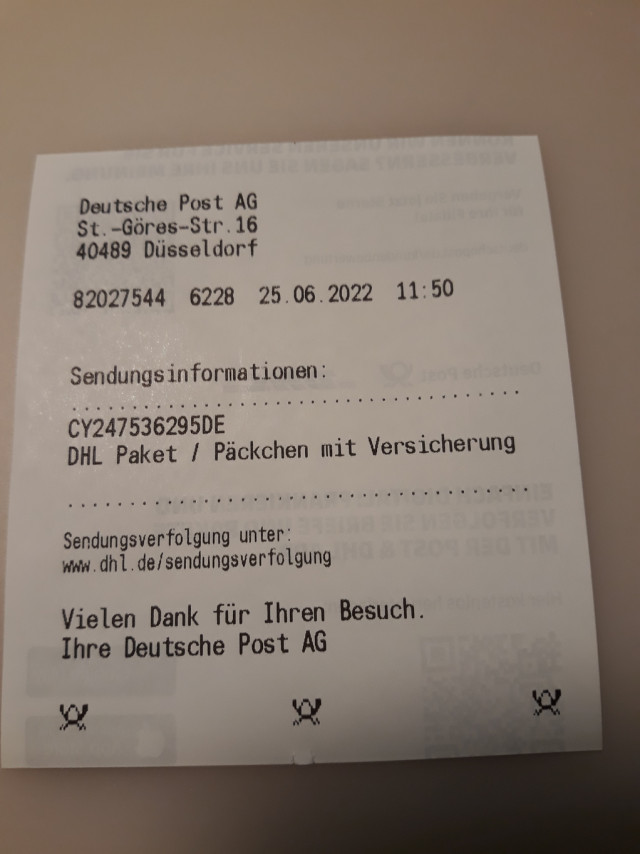 Deutsche Post AG
St.-Göres-Str.16
40489 Düsseldorf
82027544 6228 25.06.2022 11:50
Sendungsinformationen:
CY247536295DE
DHL Paket / Päckchen mit Versicherung
Sendungsverfolgung unter:
www.dhl.de/sendungsverfolgung
Vielen Dank für Ihren Besuch.
Ihre Deutsche Post AG